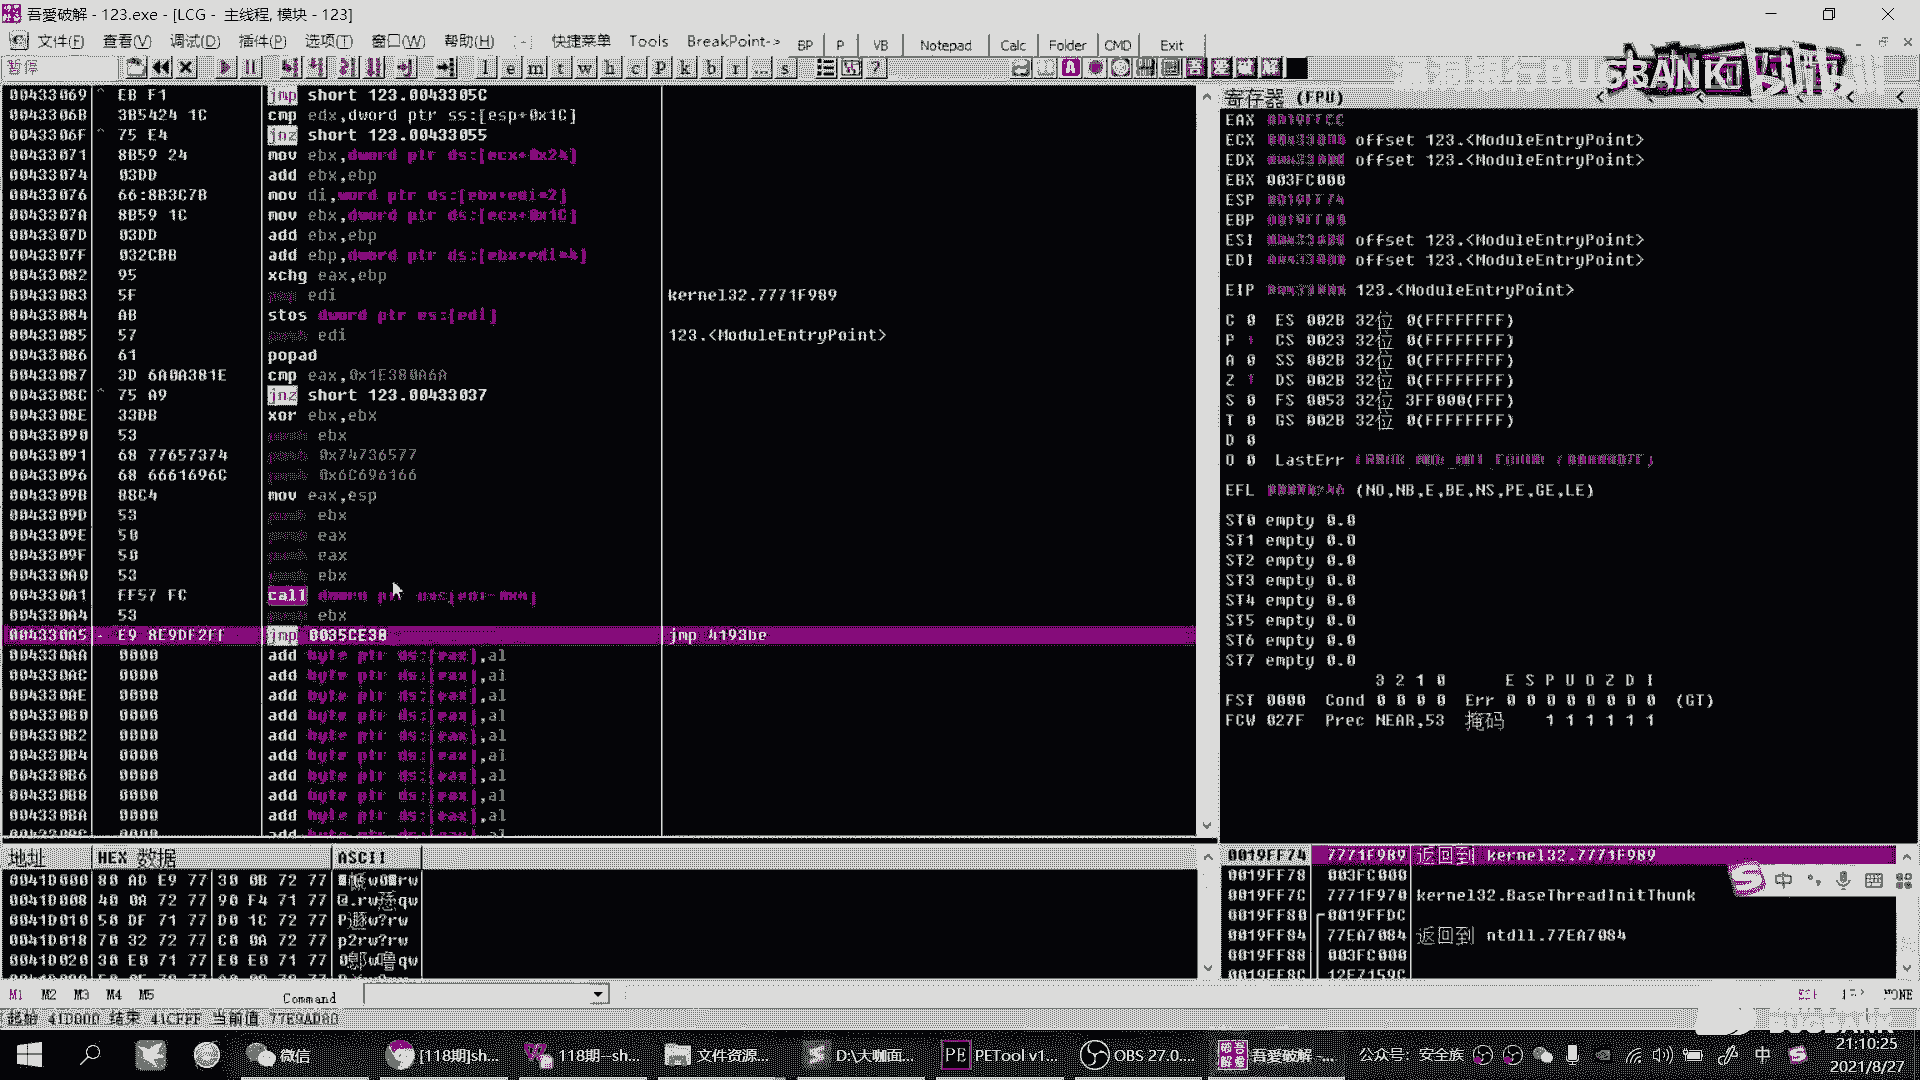 吾愛破解 - 123.exe - [LCG - 主线程, 模块 - 123]
文件(F) 查看(V) 调试(D) 插件(P) 选项(T) 窗口(W) 帮助(H) [-] 快捷菜单 Tools BreakPoint->
BP P VB Notepad Calc Folder CMD Exit
暂停
l e m t w h c P k b r ... s
00433069 EB F1 jmp short 123.0043305C
0043306B 3B5424 1C cmp edx,dword ptr ss:[esp+0x1C]
0043306F 75 E4 jnz short 123.00433055
00433071 8B59 24 mov ebx,dword ptr ds:[ecx+0x24]
00433074 03DD add ebx,ebp
00433076 66:8B3C7B mov di,word ptr ds:[ebx+edi*2]
0043307A 8B59 1C mov ebx,dword ptr ds:[ecx+0x1C]
0043307D 03DD add ebx,ebp
0043307F 032CBB add ebp,dword ptr ds:[ebx+edi*4]
00433082 95 xchg eax,ebp
00433083 5F pop edi kernel32.7771F989
00433084 AB stos dword ptr es:[edi]
00433085 57 push edi 123.<ModuleEntryPoint>
00433086 61 popad
00433087 3D 6A0A381E cmp eax,0x1E380A6A
0043308C 75 A9 jnz short 123.00433037
0043308E 33DB xor ebx,ebx
00433090 53 push ebx
00433091 68 77657374 push 0x74736577
00433096 68 6661696C push 0x6C696166
0043309B 8BC4 mov eax,esp
0043309D 53 push ebx
0043309E 50 push eax
0043309F 50 push eax
004330A0 53 push ebx
004330A1 FF57 FC call dword ptr ds:[edi-0x4]
004330A4 53 push ebx
004330A5 - E9 8E9DF2FF jmp 0035CE38 jmp 4193be
004330AA 0000 add byte ptr ds:[eax],al
004330AC 0000 add byte ptr ds:[eax],al
004330AE 0000 add byte ptr ds:[eax],al
004330B0 0000 add byte ptr ds:[eax],al
004330B2 0000 add byte ptr ds:[eax],al
004330B4 0000 add byte ptr ds:[eax],al
004330B6 0000 add byte ptr ds:[eax],al
004330B8 0000 add byte ptr ds:[eax],al
004330BA 0000 add byte ptr ds:[eax],al
寄存器 (FPU)
EAX 0019FFCC
ECX offset 123.<ModuleEntryPoint>
EDX offset 123.<ModuleEntryPoint>
EBX 003FC000
ESP 0019FF74
EBP 0019FF80
ESI offset 123.<ModuleEntryPoint>
EDI offset 123.<ModuleEntryPoint>
EIP 123.<ModuleEntryPoint>
C 0 ES 002B 32位 0(FFFFFFFF)
P 1 CS 0023 32位 0(FFFFFFFF)
A 0 SS 002B 32位 0(FFFFFFFF)
Z 1 DS 002B 32位 0(FFFFFFFF)
S 0 FS 0053 32位 3FF000(FFF)
T 0 GS 002B 32位 0(FFFFFFFF)
D 0
O 0 LastErr
EFL 00000246 (NO,NB,E,BE,NS,PE,GE,LE)
ST0 empty 0.0
ST1 empty 0.0
ST2 empty 0.0
ST3 empty 0.0
ST4 empty 0.0
ST5 empty 0.0
ST6 empty 0.0
ST7 empty 0.0
3 2 1 0 E S P U O Z D I
FST 0000 Cond 0 0 0 0 Err 0 0 0 0 0 0 0 0 (GT)
FCW 027F Prec NEAR,53 掩码 1 1 1 1 1 1
地址 HEX 数据 ASCII
0041D000 80 AD E9 77 30 0B 72 77
0041D008 40 0A 72 77 90 F4 71 77
0041D010 50 DF 71 77 D0 1C 72 77
0041D018 70 32 72 77 C0 0A 72 77 p2rw?rw
0041D020 30 E0 71 77 E0 E0 71 77
0019FF74 7771F989 返回到 kernel32.7771F989
0019FF78 003FC000
0019FF7C 7771F970 kernel32.BaseThreadInitThunk
0019FF80 0019FFDC
0019FF84 77EA7084 返回到 ntdll.77EA7084
0019FF88 003FC000
0019FF8C 12E7159C
中
M1 M2 M3 M4 M5 Command
起始 41D000 结束 41CFFF 当前值 77E9AD80
微信 [118期]sh... 118期—sh... 文件资源... D:\大咖面... PETool v1... OBS 27.0.... 吾愛破解 -... 公众号: 安全族 中
21:10:25
2021/8/27
BUGBANK